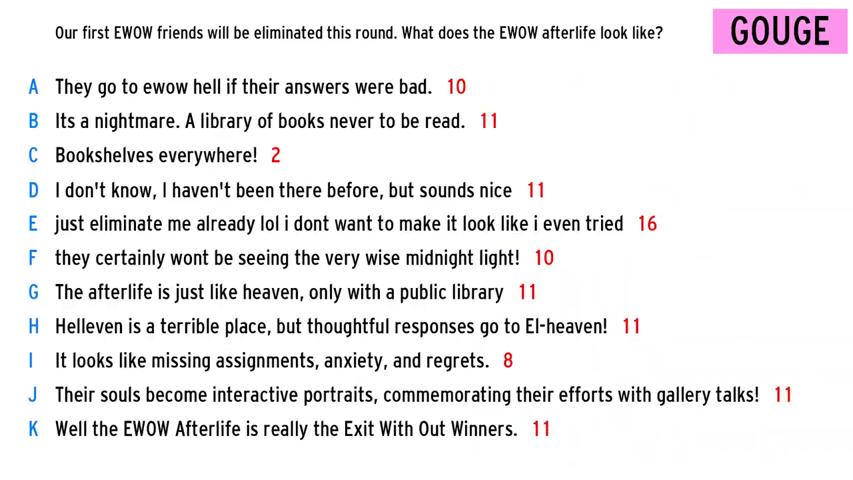 Our first EWOW friends will be eliminated this round. What does the EWOW afterlife look like?
GOUGE
A They go to ewow hell if their answers were bad. 10
B Its a nightmare. A library of books never to be read. 11
C Bookshelves everywhere! 2
D I don't know, I haven't been there before, but sounds nice 11
E just eliminate me already lol i dont want to make it look like i even tried 16
F they certainly wont be seeing the very wise midnight light! 10
G The afterlife is just like heaven, only with a public library 11
H Helleven is a terrible place, but thoughtful responses go to El-heaven! 11
I It looks like missing assignments, anxiety, and regrets. 8
J Their souls become interactive portraits, commemorating their efforts with gallery talks! 11
K Well the EWOW Afterlife is really the Exit With Out Winners. 11